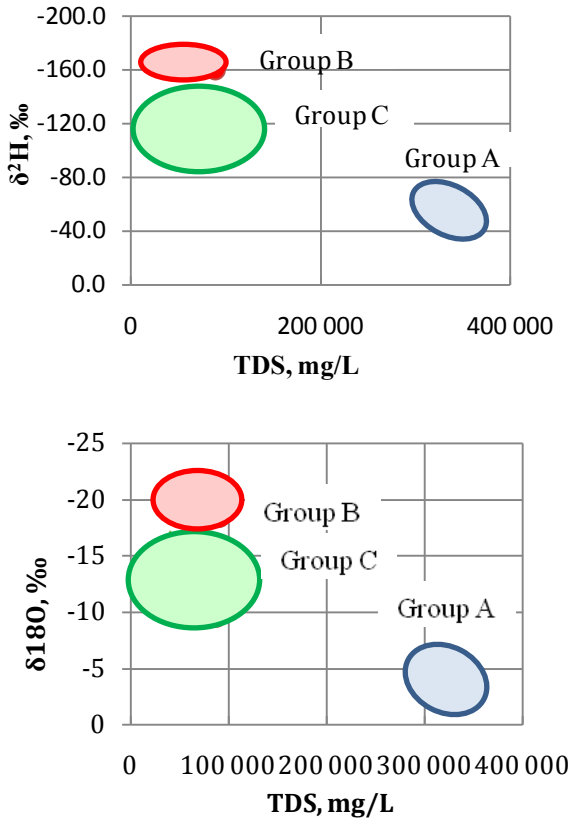 -200.0
-160.0
-120.0
-80.0
-40.0
0.0
δ²H, ‰
Group B
Group C
Group A
0 200 000 400 000
TDS, mg/L
-25
-20
-15
-10
-5
0
δ18O, ‰
Group B
Group C
Group A
0 100 000 200 000 300 000 400 000
TDS, mg/L